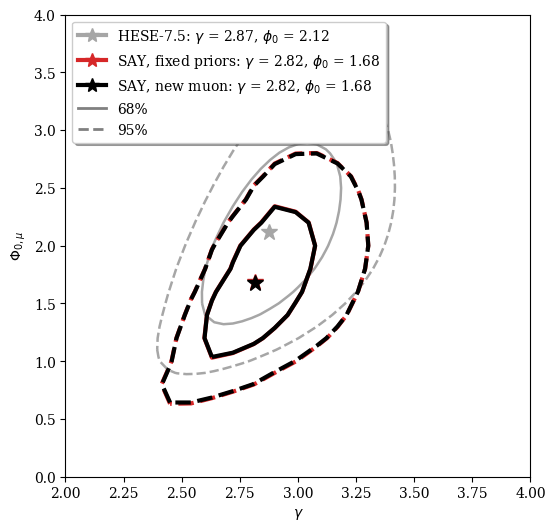 HESE-7.5: γ = 2.87, ϕ₀ = 2.12
SAY, fixed priors: γ = 2.82, ϕ₀ = 1.68
SAY, new muon: γ = 2.82, ϕ₀ = 1.68
68%
95%
4.0
3.5
3.0
2.5
2.0
1.5
1.0
0.5
0.0
Φ₀,μ
2.00 2.25 2.50 2.75 3.00 3.25 3.50 3.75 4.00
γ